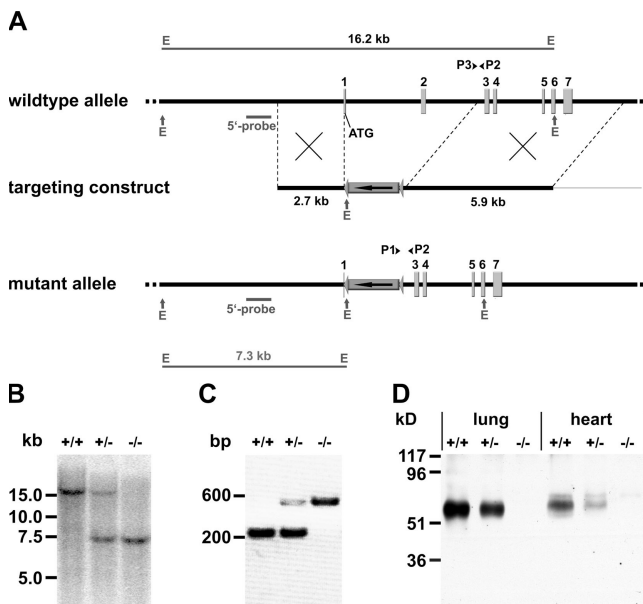 A
E 16.2 kb E
P3 P2
1 2 3 4 5 6 7
wildtype allele
E 5‘-probe ATG E
targeting construct
2.7 kb E 5.9 kb
P1 P2
1 3 4 5 6 7
mutant allele
E 5‘-probe E E
E 7.3 kb E
B
kb +/+ +/- -/-
15.0
10.0
7.5
5.0
C
bp +/+ +/- -/-
600
200
D
kD lung heart
+/+ +/- -/- +/+ +/- -/-
117
96
51
36